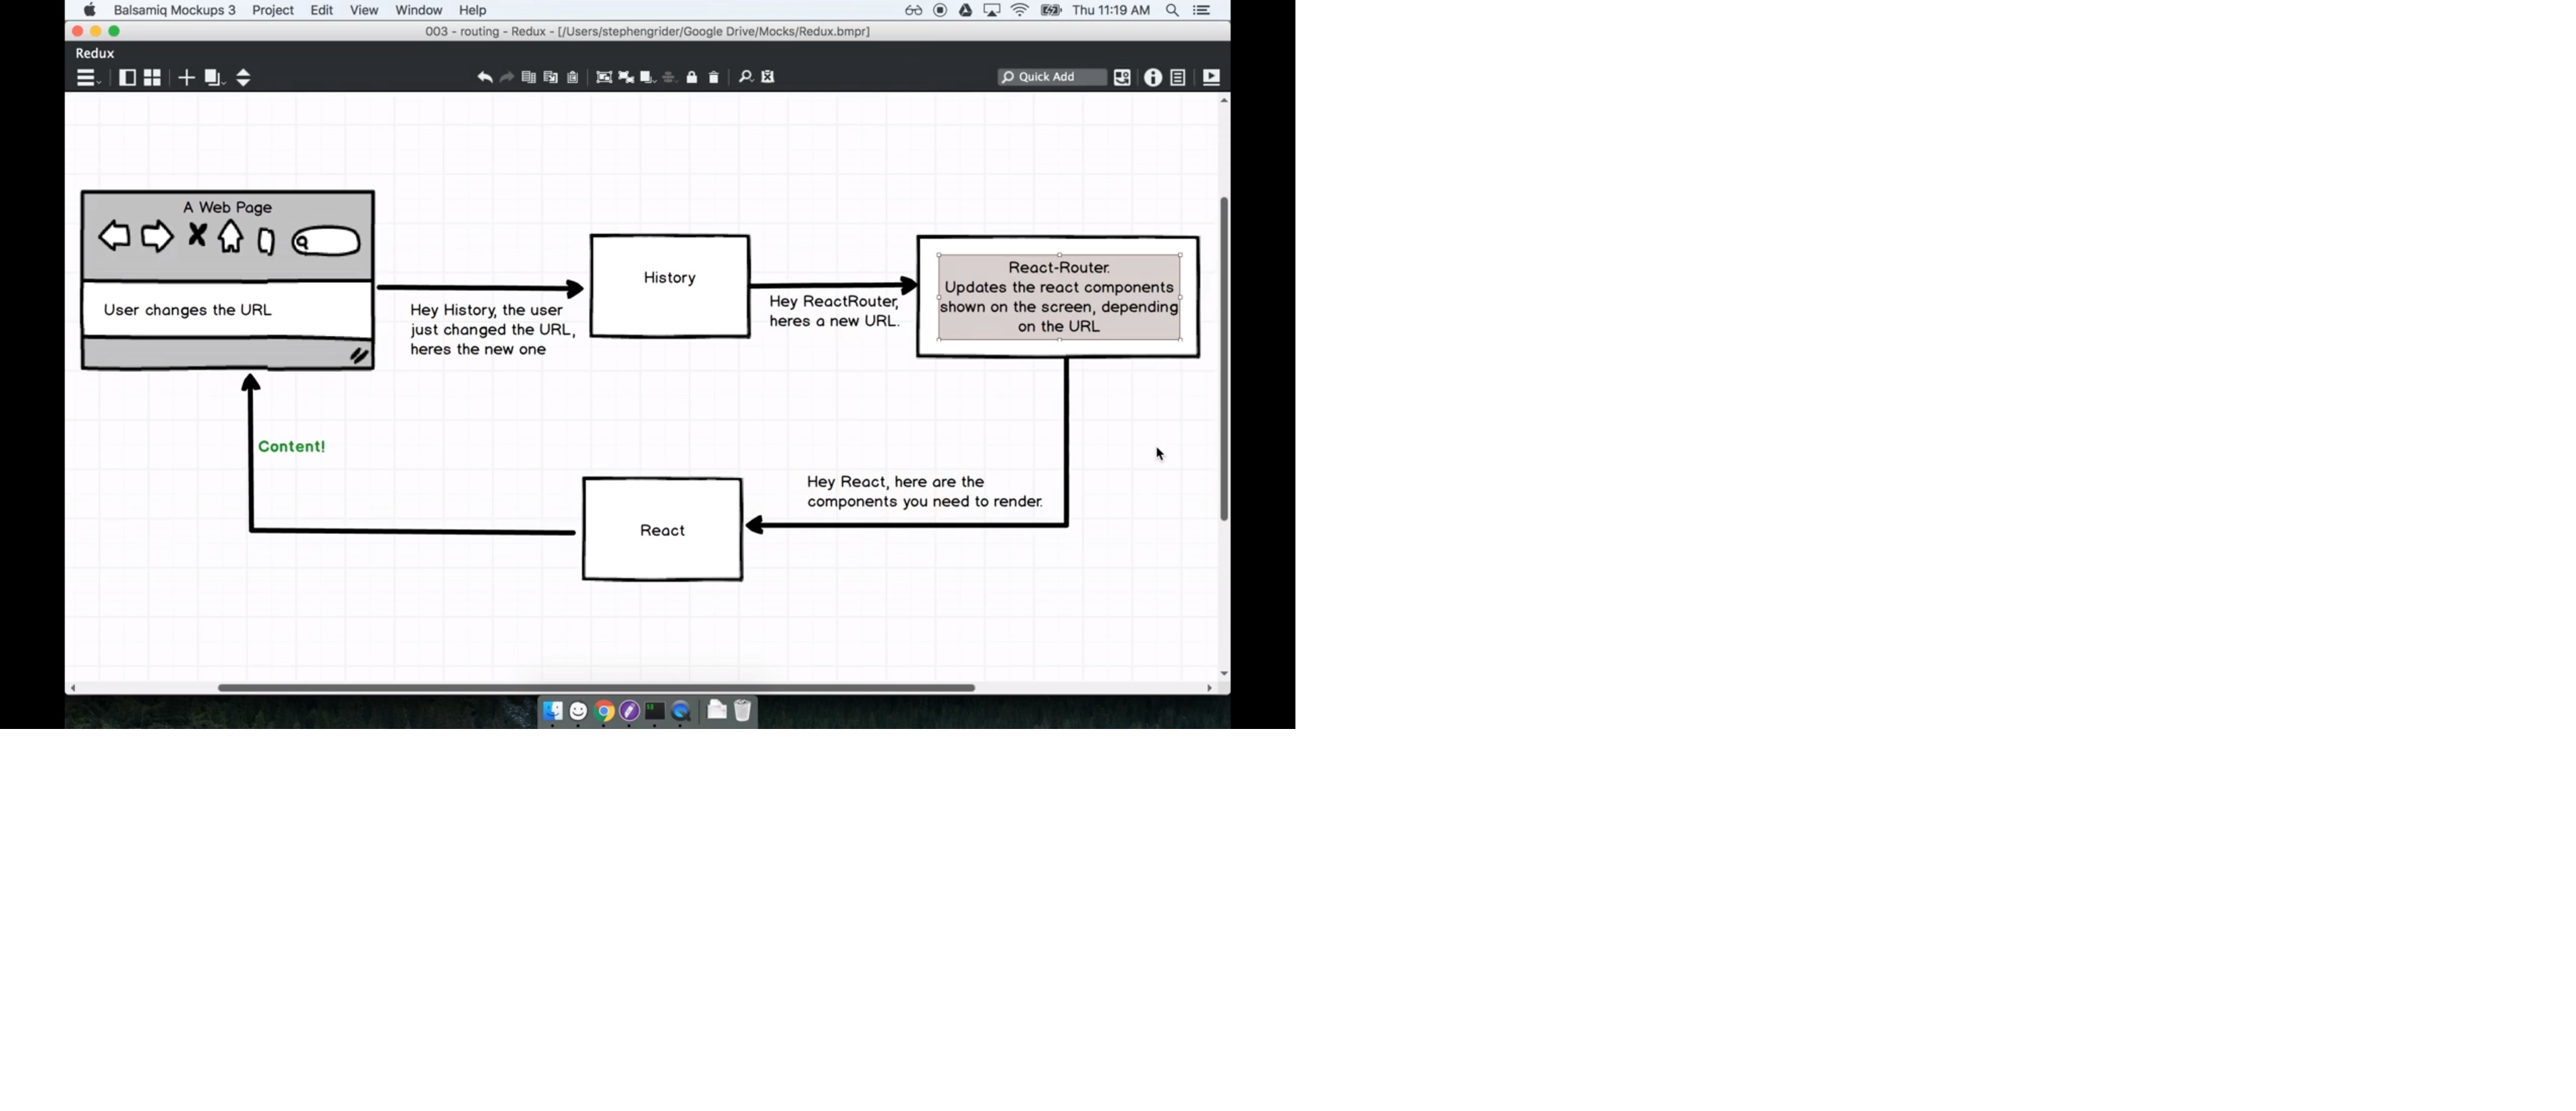 Balsamiq Mockups 3 Project Edit View Window Help Thu 11:19 AM
003 - routing - Redux - [/Users/stephengrider/Google Drive/Mocks/Redux.bmpr]
Redux
Quick Add
A Web Page
User changes the URL
Hey History, the user
just changed the URL,
heres the new one
History
Hey ReactRouter,
heres a new URL.
React-Router.
Updates the react components
shown on the screen, depending
on the URL
Content!
Hey React, here are the
components you need to render.
React